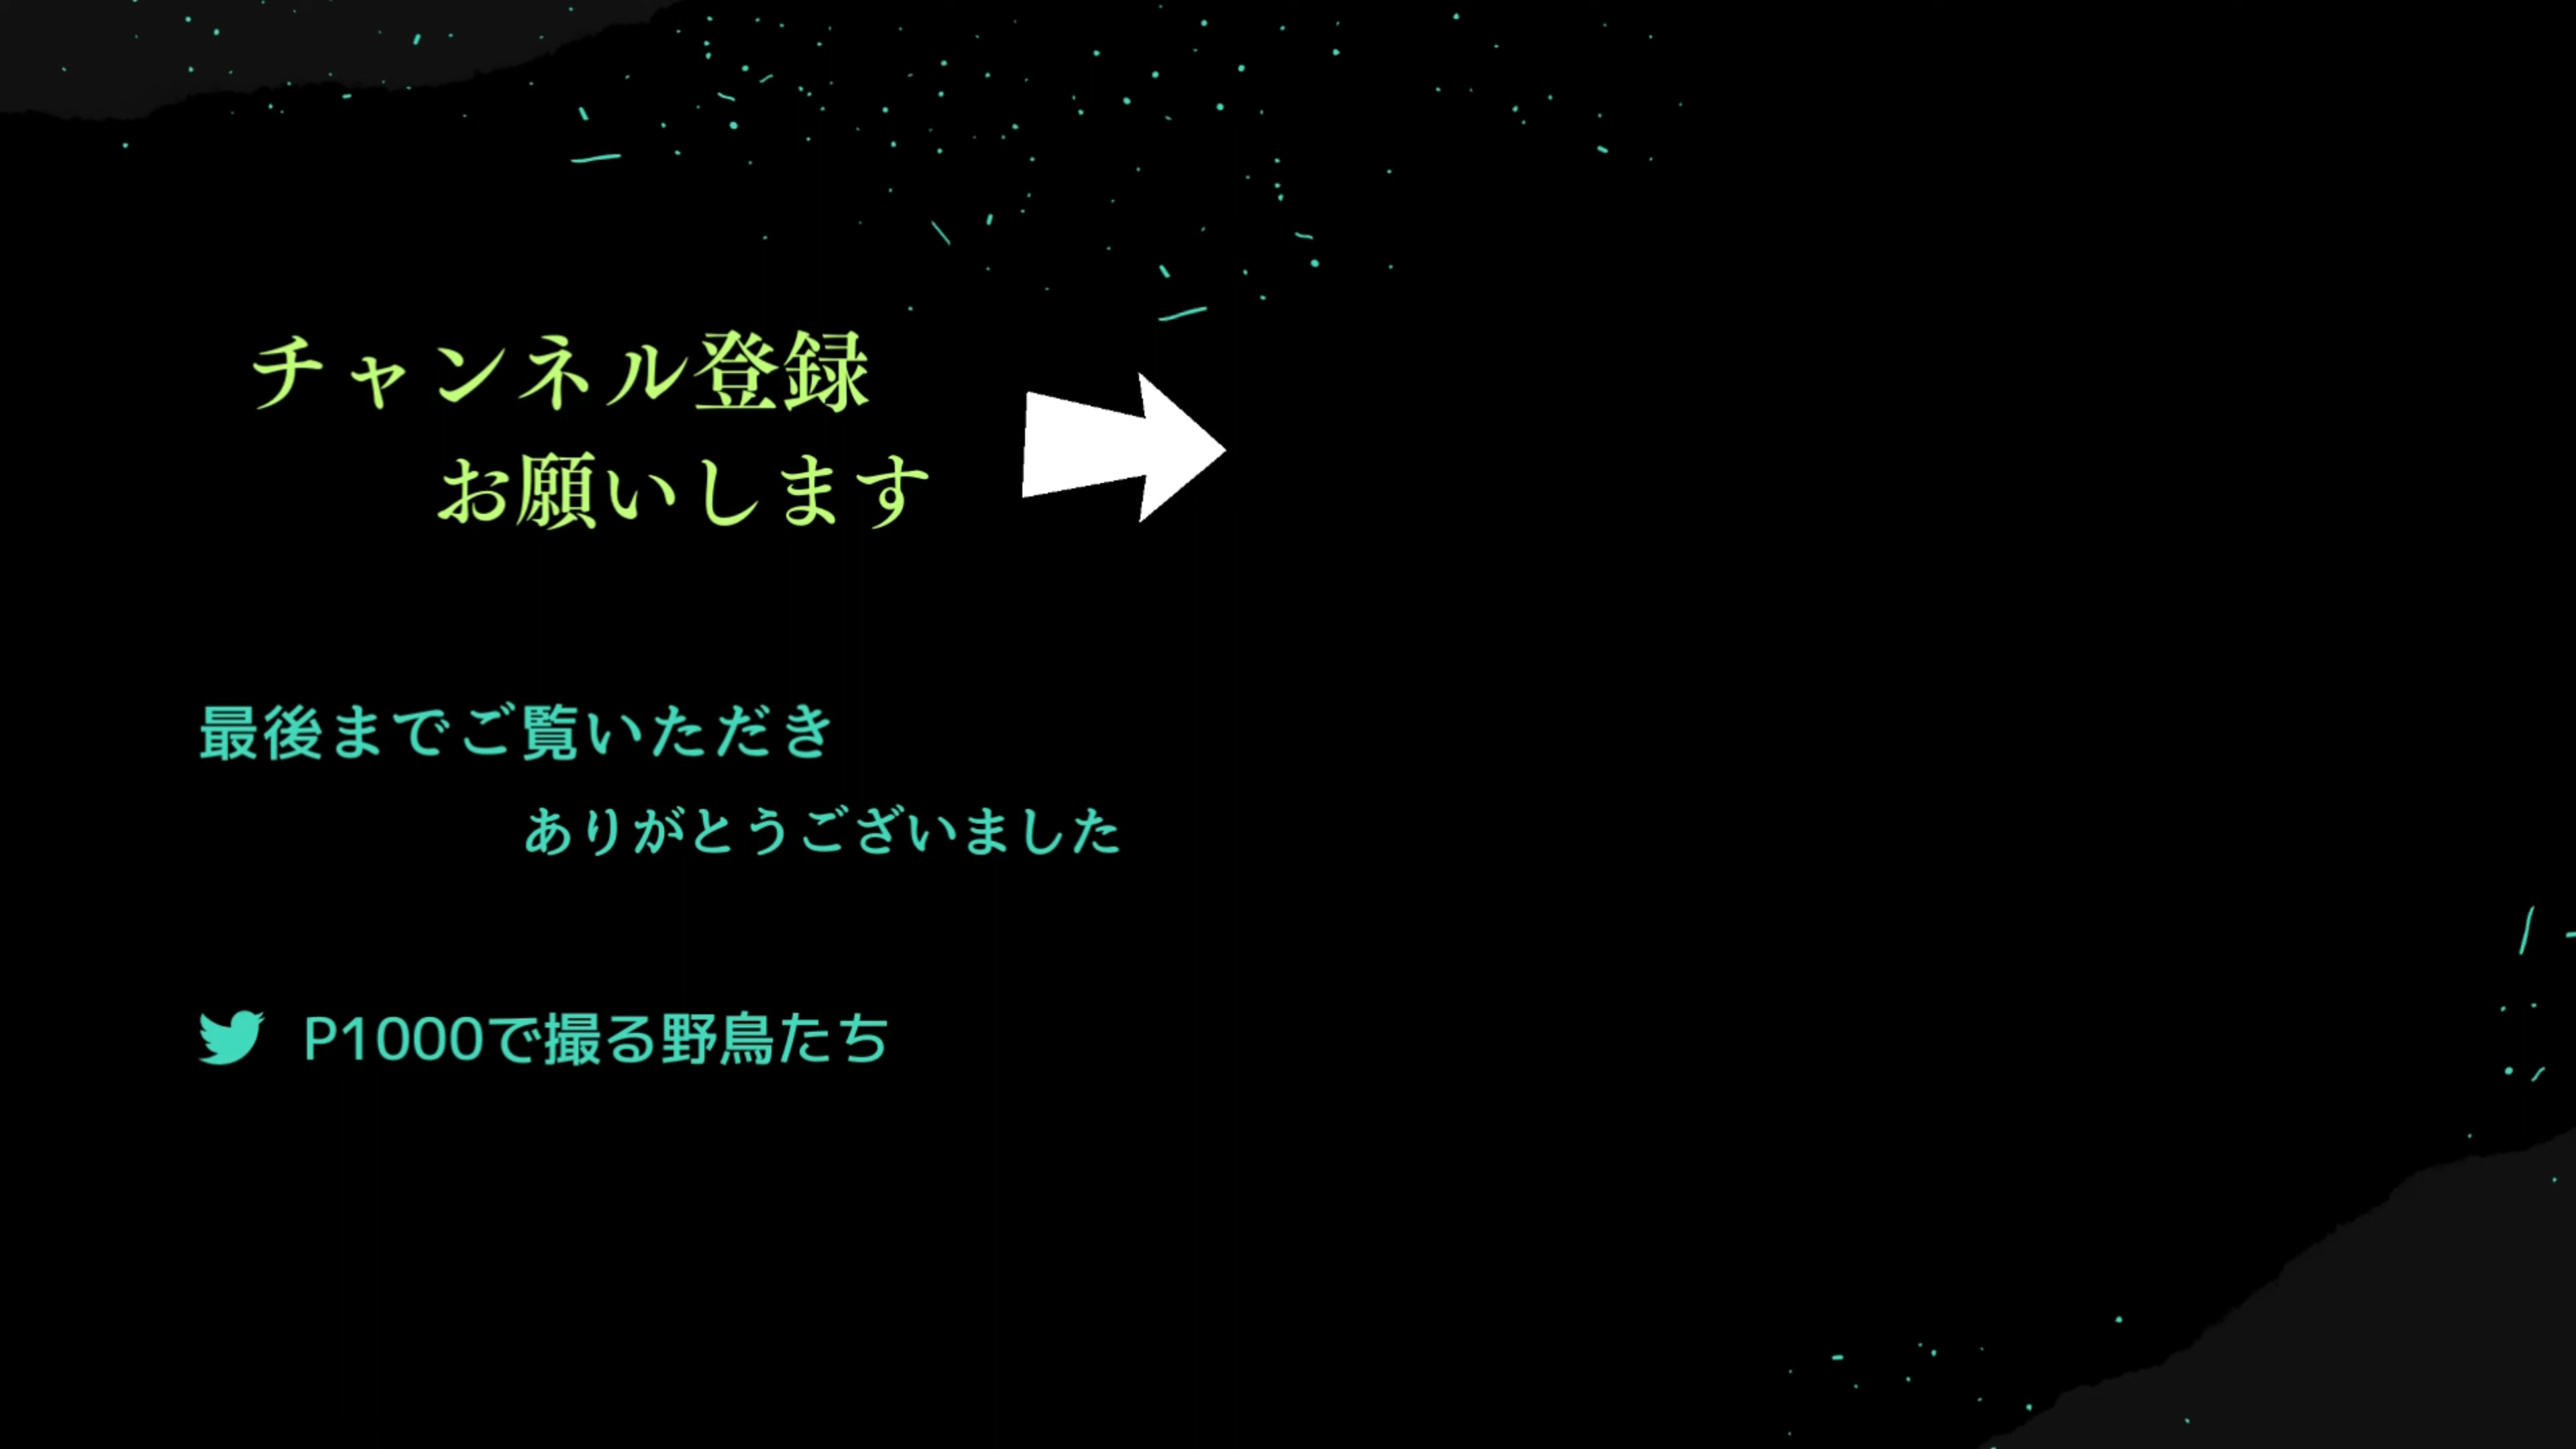 チャンネル登録
お願いします
最後までご覧いただき
ありがとうございました
P1000で撮る野鳥たち